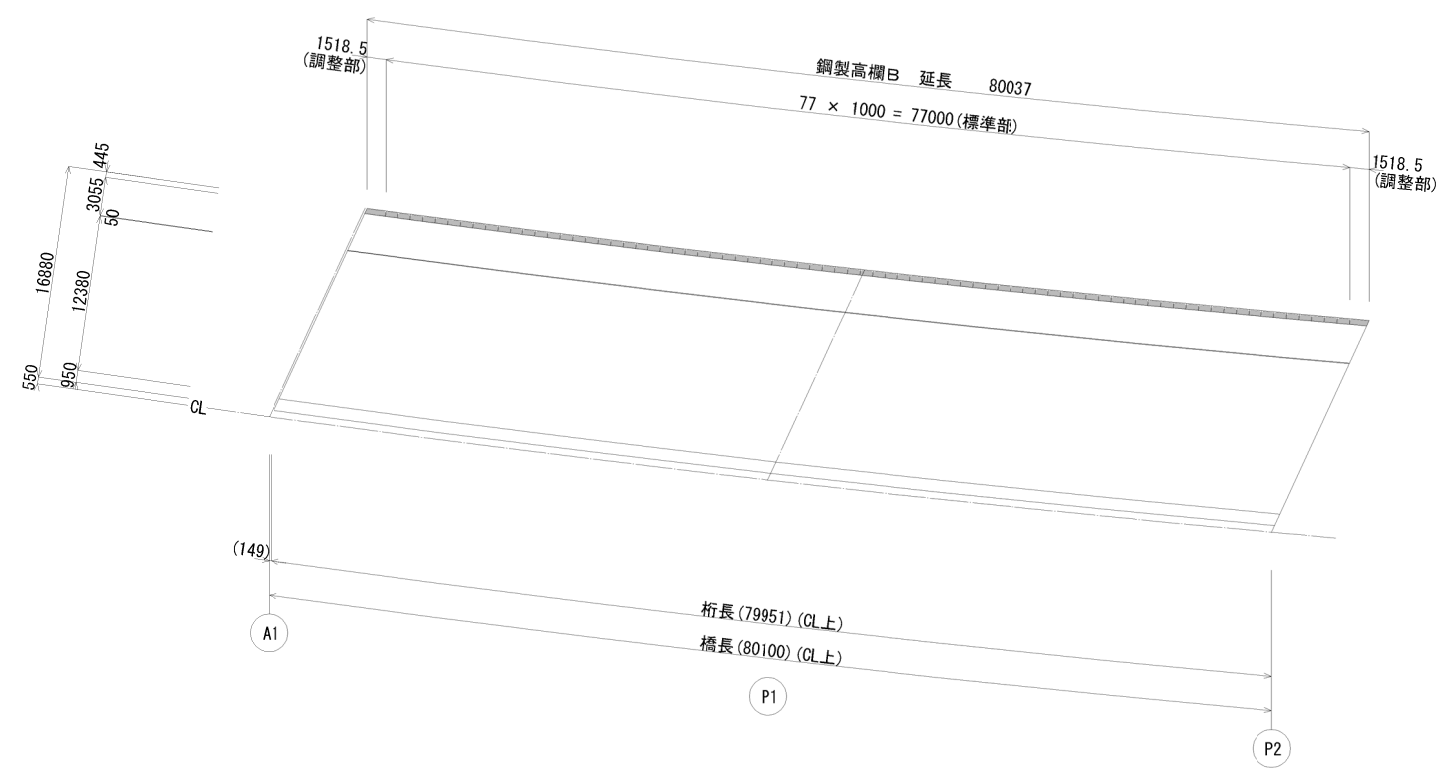 1518.5
(調整部)
鋼製高欄B 延長 80037
77 × 1000 = 77000(標準部)
1518.5
(調整部)
445
3055
50
16880
12380
550
950
CL
(149)
桁長(79951)(CL上)
橋長(80100)(CL上)
A1
P1
P2